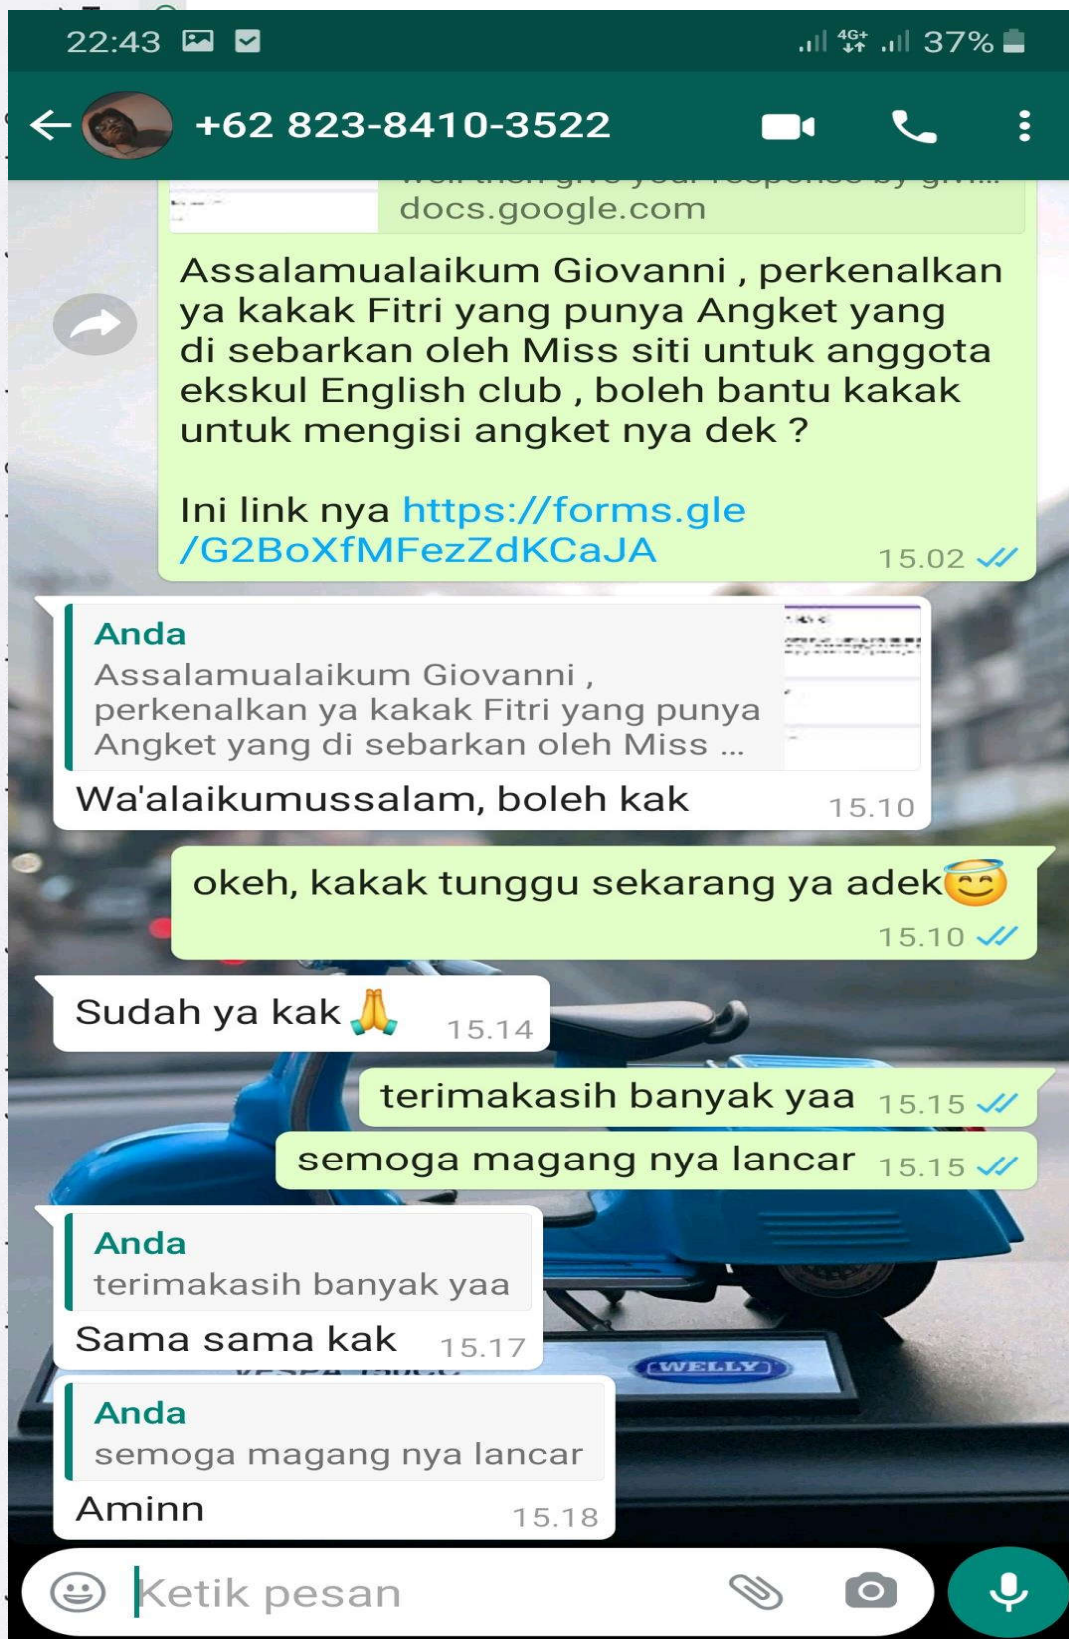 22:43
4G+ 37%
+62 823-8410-3522
docs.google.com
Assalamualaikum Giovanni , perkenalkan
ya kakak Fitri yang punya Angket yang
di sebarkan oleh Miss siti untuk anggota
ekskul English club , boleh bantu kakak
untuk mengisi angket nya dek ?
Ini link nya https://forms.gle
/G2BoXfMFezZdKCaJA
15.02
Anda
Assalamualaikum Giovanni ,
perkenalkan ya kakak Fitri yang punya
Angket yang di sebarkan oleh Miss ...
Wa'alaikumussalam, boleh kak
15.10
okeh, kakak tunggu sekarang ya adek😇
15.10
Sudah ya kak🙏 15.14
terimakasih banyak yaa 15.15
semoga magang nya lancar 15.15
Anda
terimakasih banyak yaa
Sama sama kak 15.17
WELLY
Anda
semoga magang nya lancar
Aminn 15.18
Ketik pesan